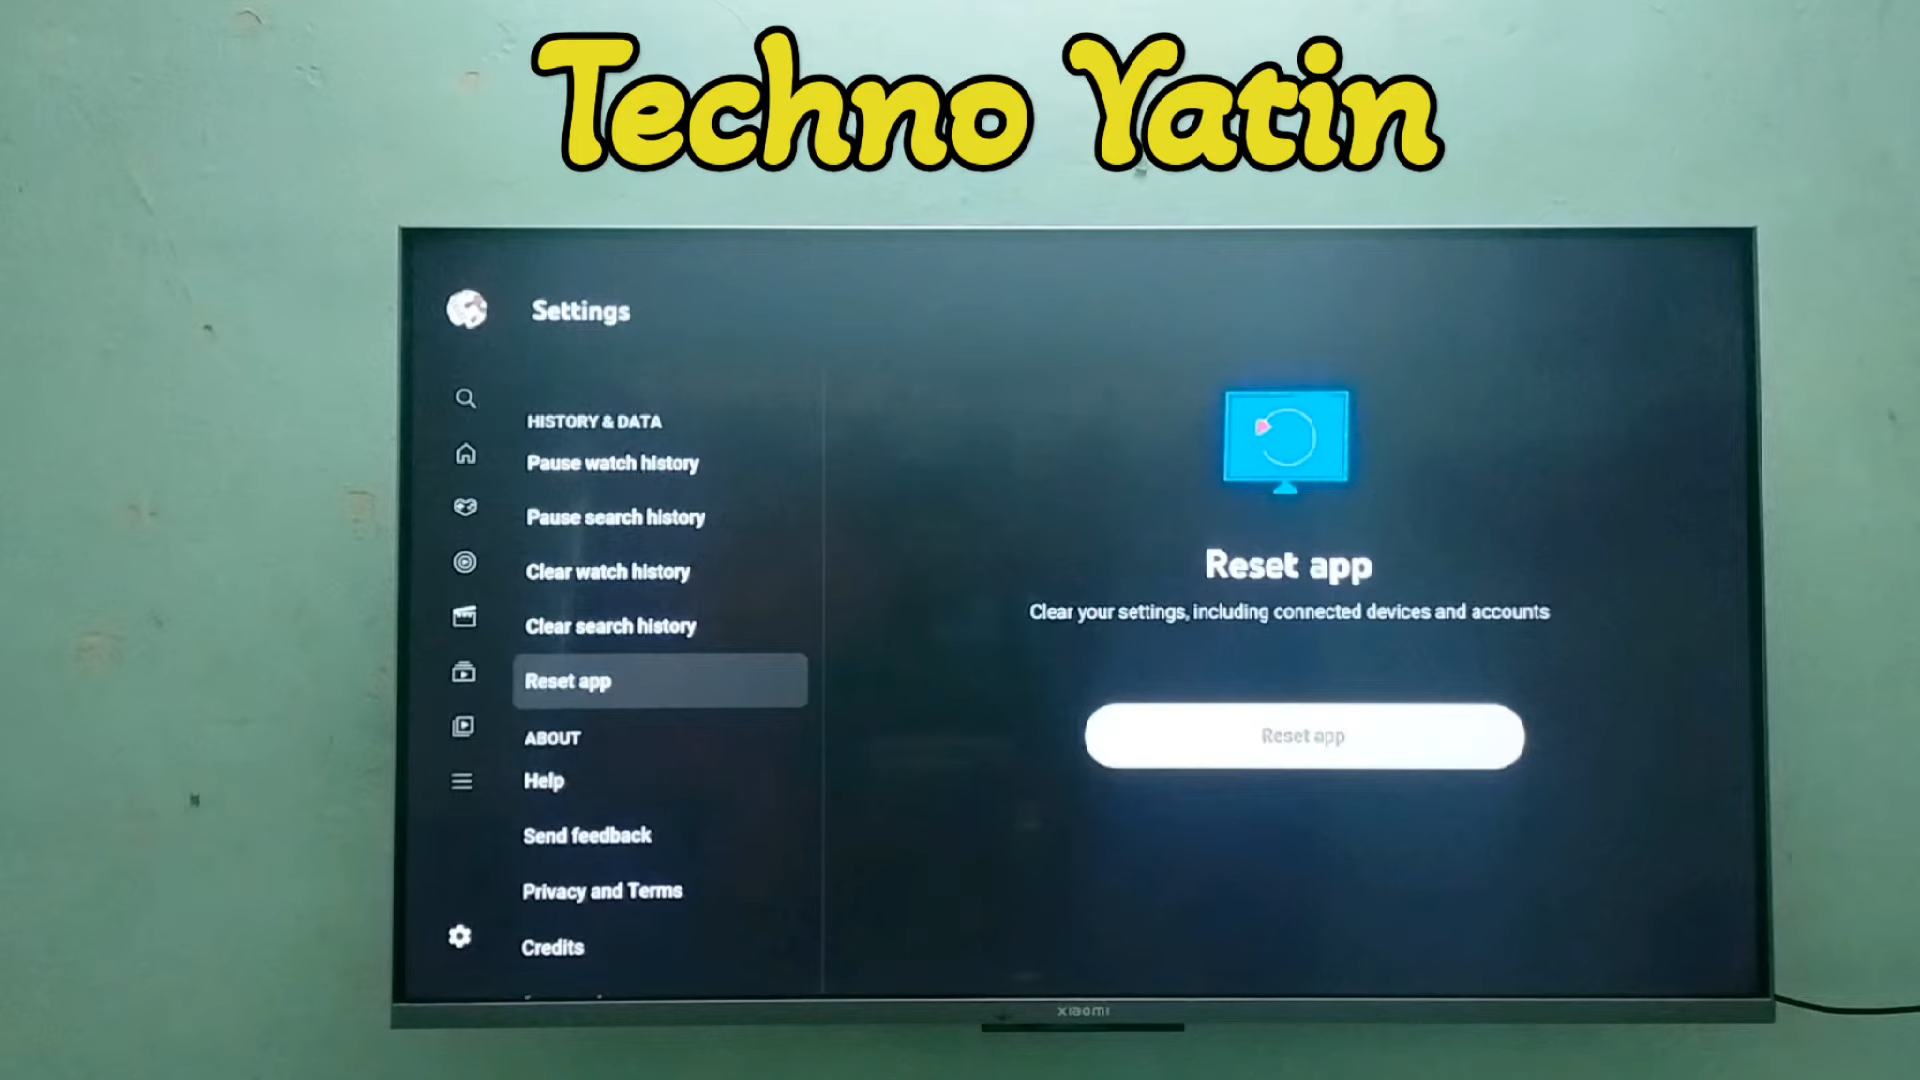 Techno Yatin
Settings
HISTORY & DATA
Pause watch history
Pause search history
Clear watch history
Clear search history
Reset app
ABOUT
Help
Send feedback
Privacy and Terms
Credits
Reset app
Clear your settings, including connected devices and accounts
Reset app
xiaomi